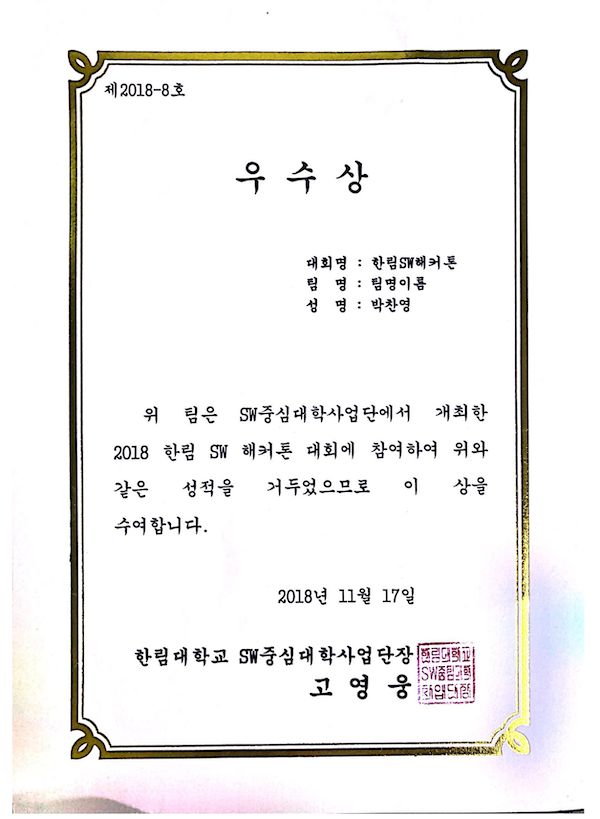 제2018-8호
우 수 상
대회명 : 한림SW해커톤
팀 명 : 팀명이름
성 명 : 박찬영
위 팀은 SW중심대학사업단에서 개최한
2018 한림 SW 해커톤 대회에 참여하여 위와
같은 성적을 거두었으므로 이 상을
수여합니다.
2018년 11월 17일
한림대학교 SW중심대학사업단장
고 영 웅
한림대학교
SW중심대학
사업단장